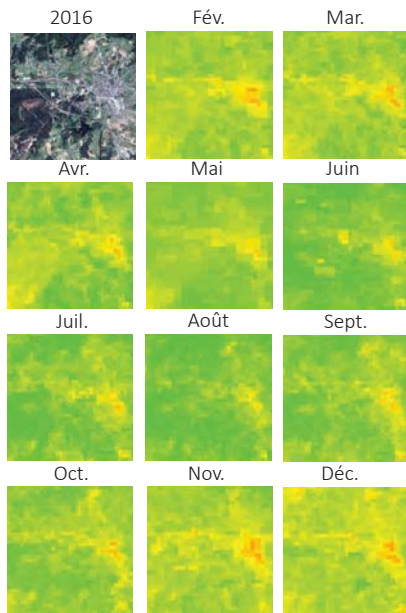 2016 Fév. Mar.
Avr. Mai Juin
Juil. Août Sept.
Oct. Nov. Déc.